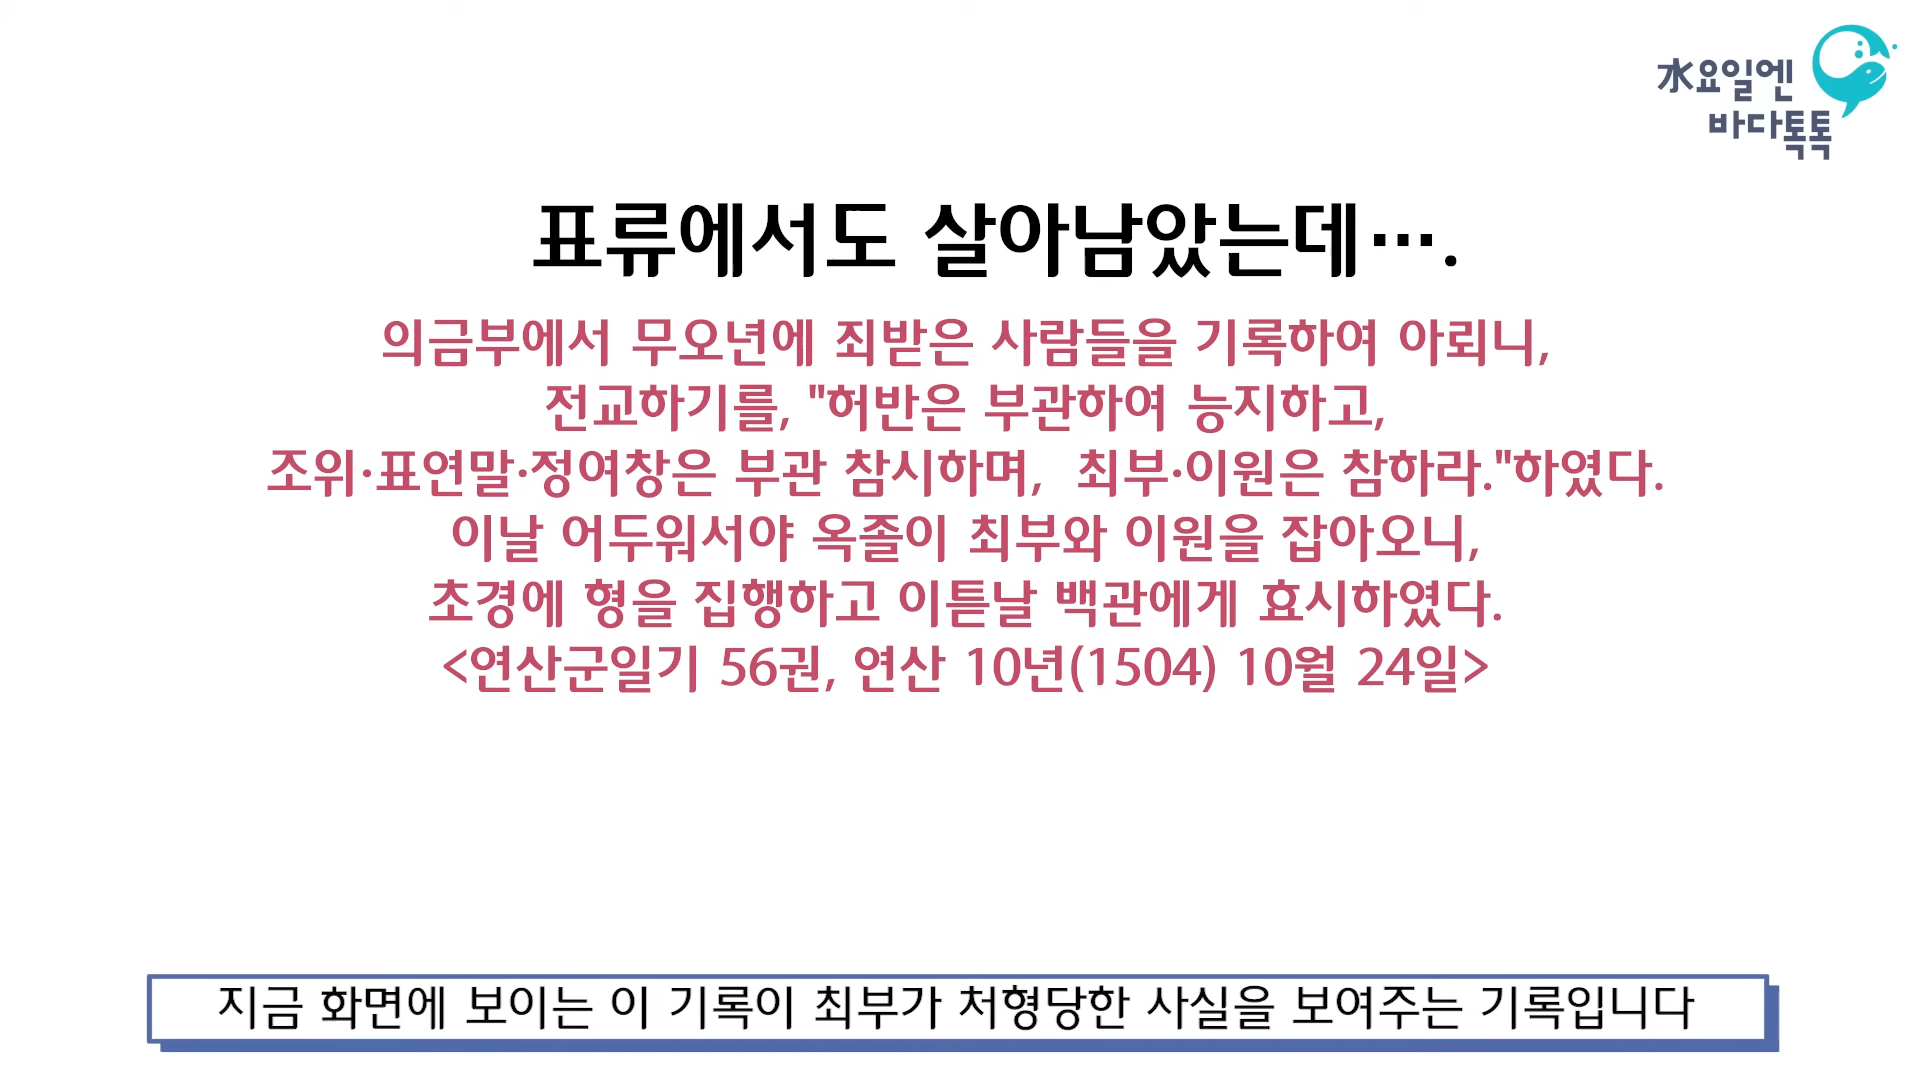 水요일엔
바다톡톡
표류에서도 살아남았는데….
의금부에서 무오년에 죄받은 사람들을 기록하여 아뢰니,
전교하기를, "허반은 부관하여 능지하고,
조위·표연말·정여창은 부관 참시하며, 최부·이원은 참하라."하였다.
이날 어두워서야 옥졸이 최부와 이원을 잡아오니,
초경에 형을 집행하고 이튿날 백관에게 효시하였다.
<연산군일기 56권, 연산 10년(1504) 10월 24일>
지금 화면에 보이는 이 기록이 최부가 처형당한 사실을 보여주는 기록입니다